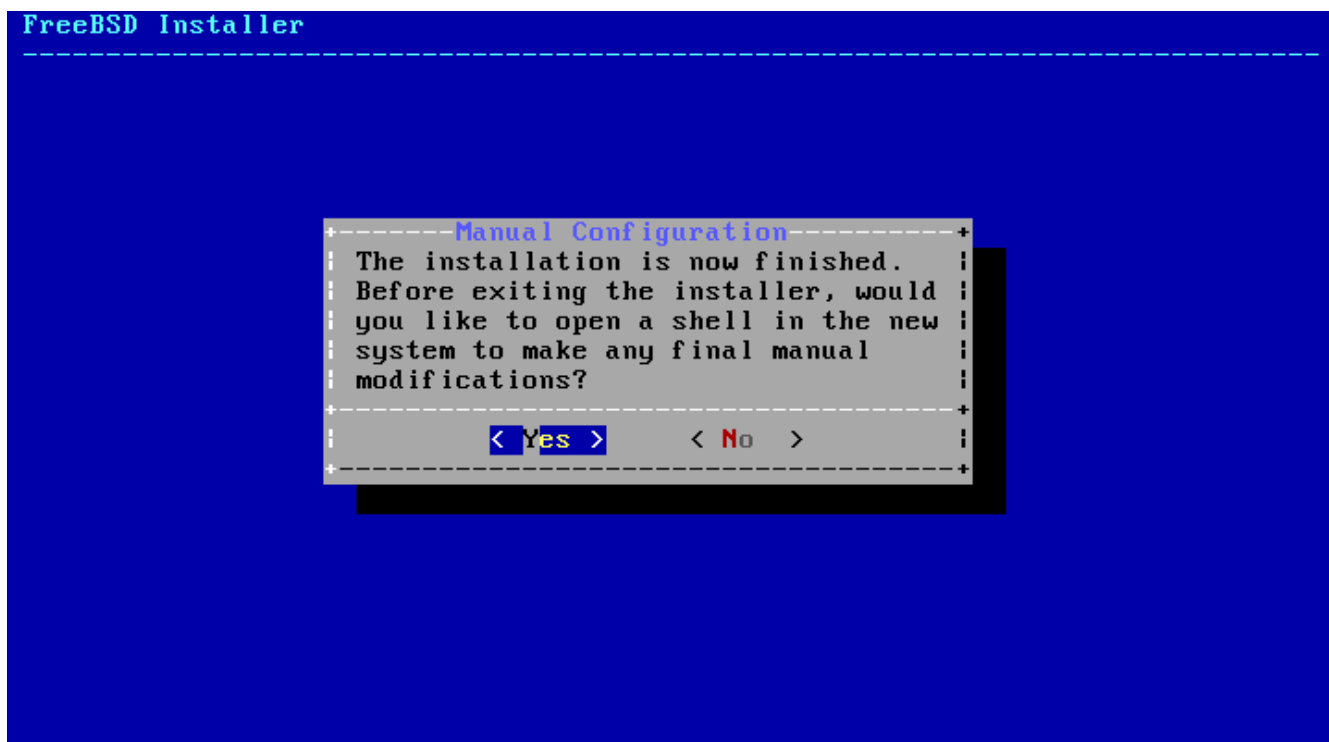 FreeBSD Installer
Manual Configuration
The installation is now finished.
Before exiting the installer, would
you like to open a shell in the new
system to make any final manual
modifications?
< Yes > < No >